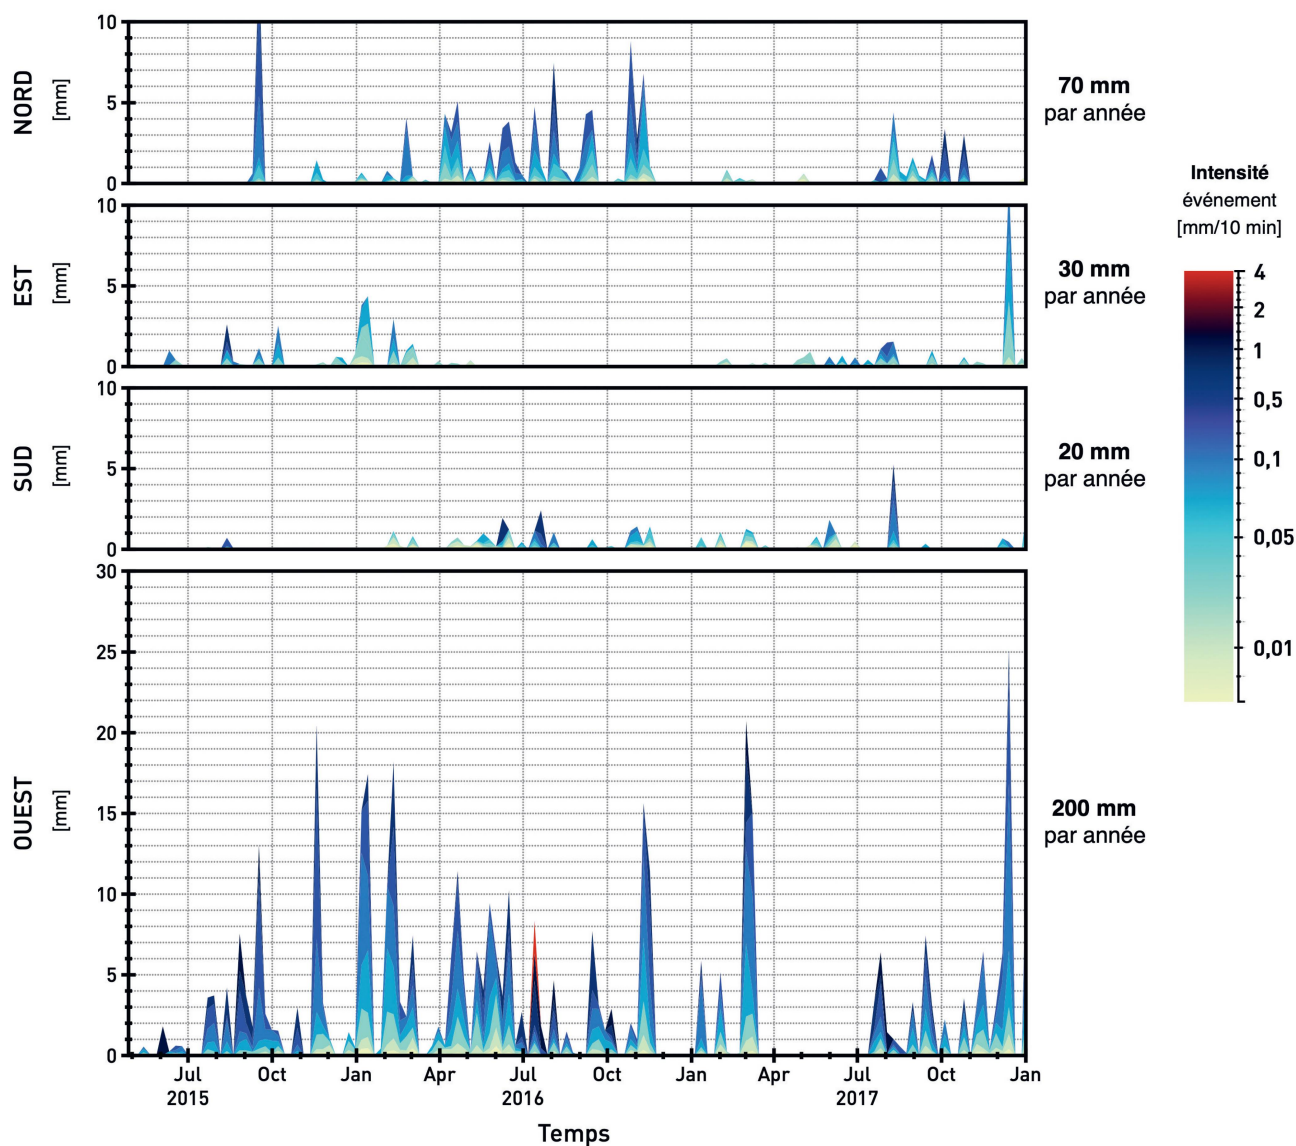 NORD
[mm]
10
5
0
70 mm
par année
EST
[mm]
10
5
0
30 mm
par année
SUD
[mm]
10
5
0
20 mm
par année
OUEST
[mm]
30
25
20
15
10
5
0
200 mm
par année
Jul Oct Jan Apr Jul Oct Jan Apr Jul Oct Jan
2015 2016 2017
Temps
Intensité
événement
[mm/10 min]
4
2
1
0,5
0,1
0,05
0,01